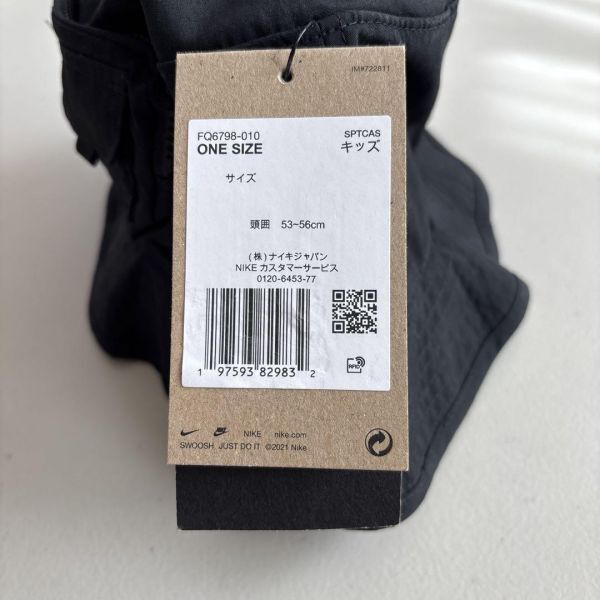 IM#722811
FQ6798-010
SPTCAS
ONE SIZE
キッズ
サイズ
頭囲 53~56cm
(株)ナイキジャパン
NIKE カスタマーサービス
0120-6453-77
1 97593 82983 2
RFID
NIKE nike.com
SWOOSH. JUST DO IT. ©2021 Nike